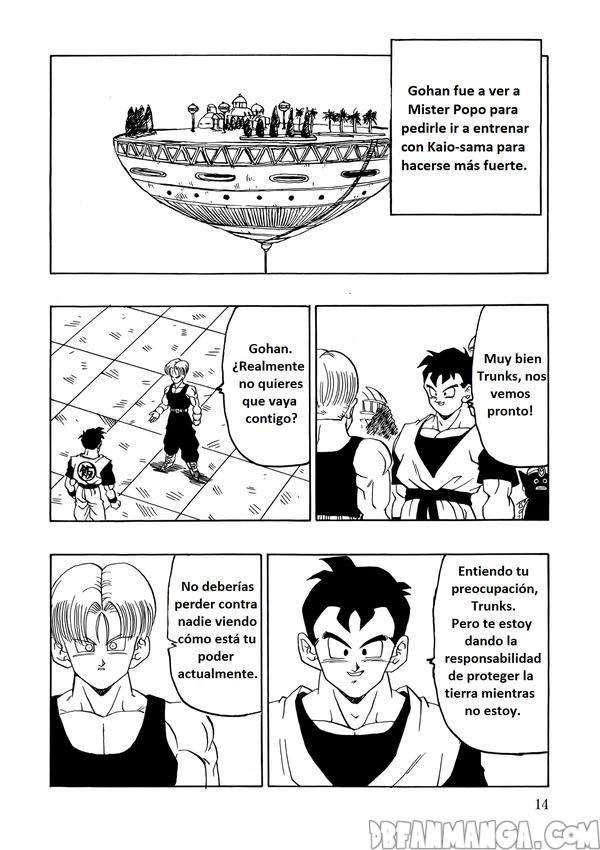 Gohan fue a ver a
Mister Popo para
pedirle ir a entrenar
con Kaio-sama para
hacerse más fuerte.
Muy bien
Trunks, nos
vemos
pronto!
Gohan.
¿Realmente
no quieres
que vaya
contigo?
Entiendo tu
preocupación,
Trunks.
Pero te estoy
dando la
responsabilidad
de proteger la
tierra mientras
no estoy.
No deberías
perder contra
nadie viendo
cómo está tu
poder
actualmente.
14
DBFANMANGA.COM